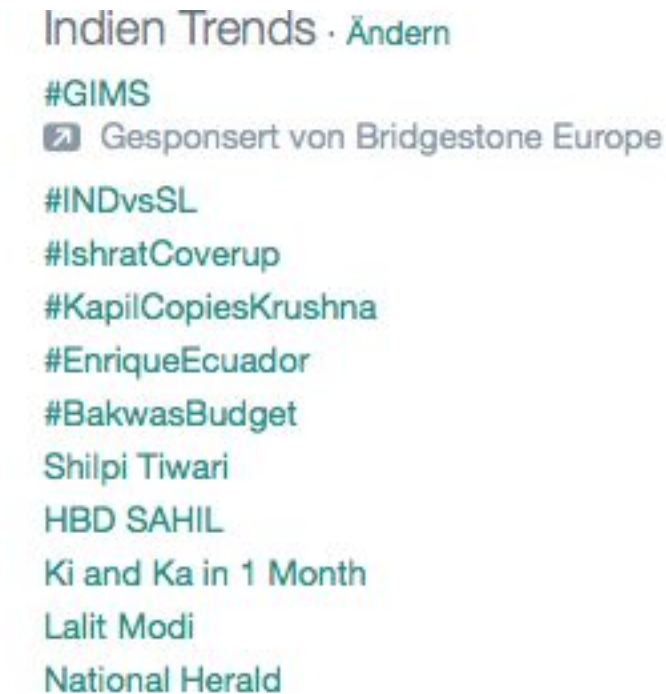 Indien Trends · Ändern
#GIMS
Gesponsert von Bridgestone Europe
#INDvsSL
#IshratCoverup
#KapilCopiesKrushna
#EnriqueEcuador
#BakwasBudget
Shilpi Tiwari
HBD SAHIL
Ki and Ka in 1 Month
Lalit Modi
National Herald